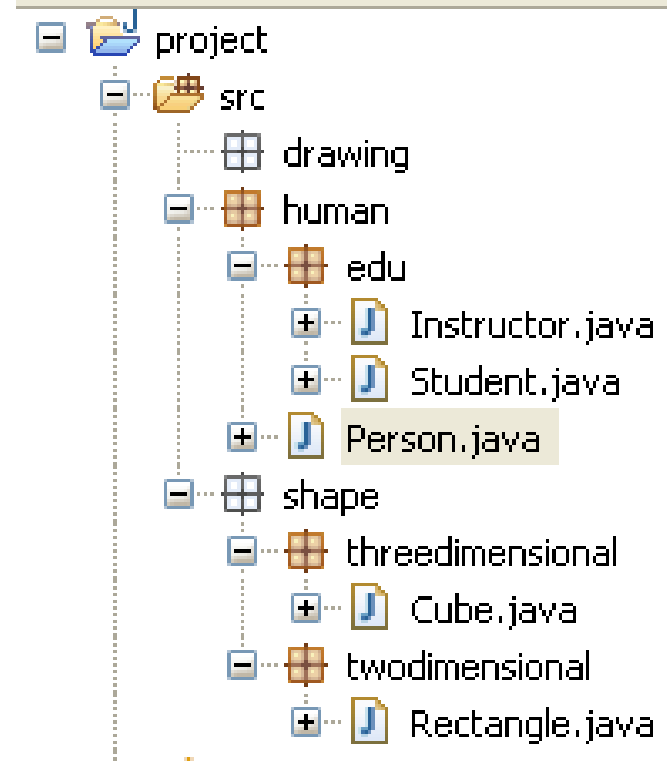 project
src
drawing
human
edu
Instructor.java
Student.java
Person.java
shape
threedimensional
Cube.java
twodimensional
Rectangle.java